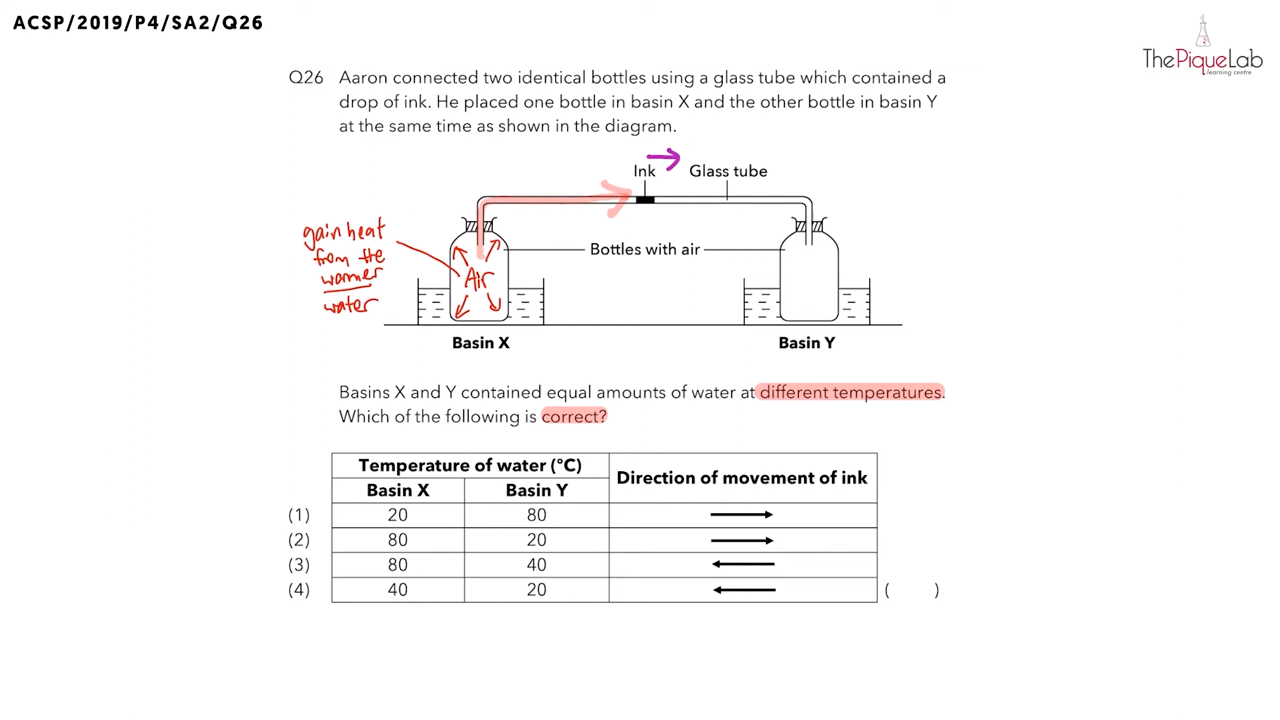 ACSP/2019/P4/SA2/Q26
ThePiqueLab
learning centre
Q26 Aaron connected two identical bottles using a glass tube which contained a
drop of ink. He placed one bottle in basin X and the other bottle in basin Y
at the same time as shown in the diagram.
Ink Glass tube
gain heat
from the
warmer
water
Air
Bottles with air
Basin X Basin Y
Basins X and Y contained equal amounts of water at different temperatures.
Which of the following is correct?
Temperature of water (°C) Direction of movement of ink
Basin X Basin Y
(1) 20 80
(2) 80 20
(3) 80 40
(4) 40 20 ( )